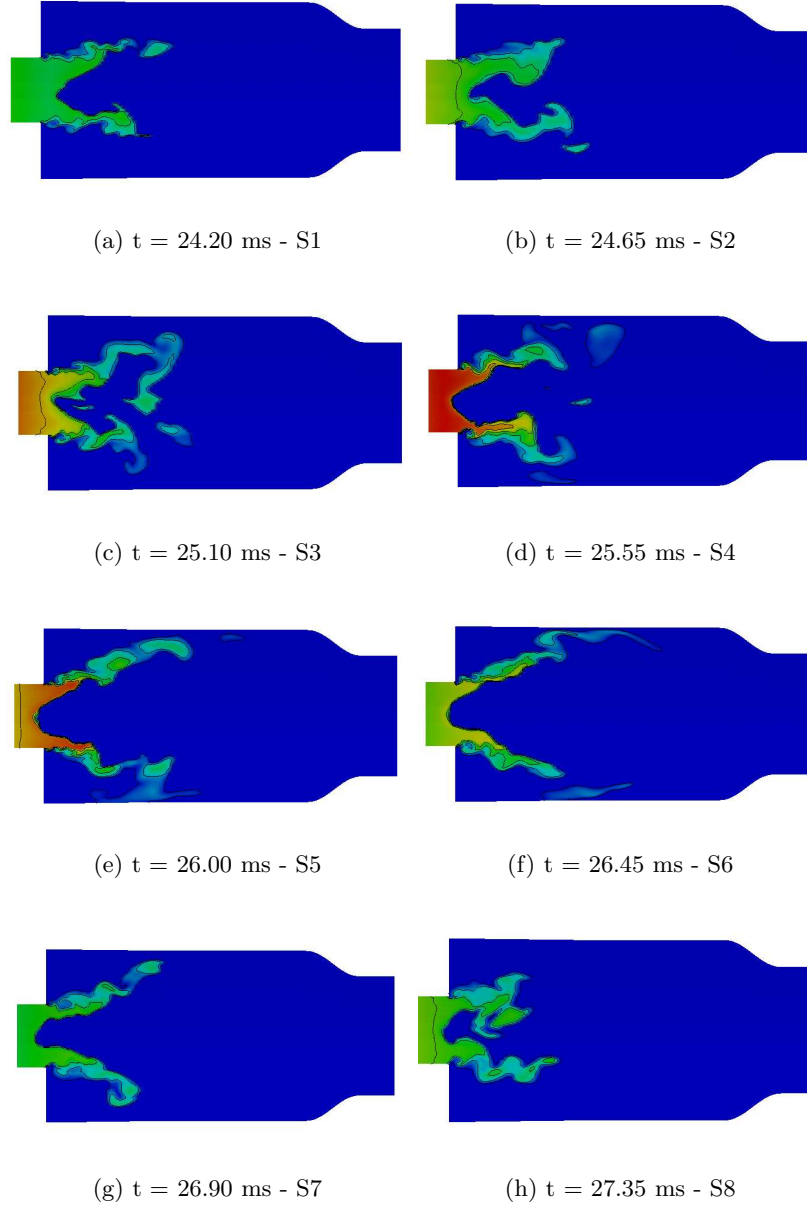 (a) t = 24.20 ms - S1
(b) t = 24.65 ms - S2
(c) t = 25.10 ms - S3
(d) t = 25.55 ms - S4
(e) t = 26.00 ms - S5
(f) t = 26.45 ms - S6
(g) t = 26.90 ms - S7
(h) t = 27.35 ms - S8